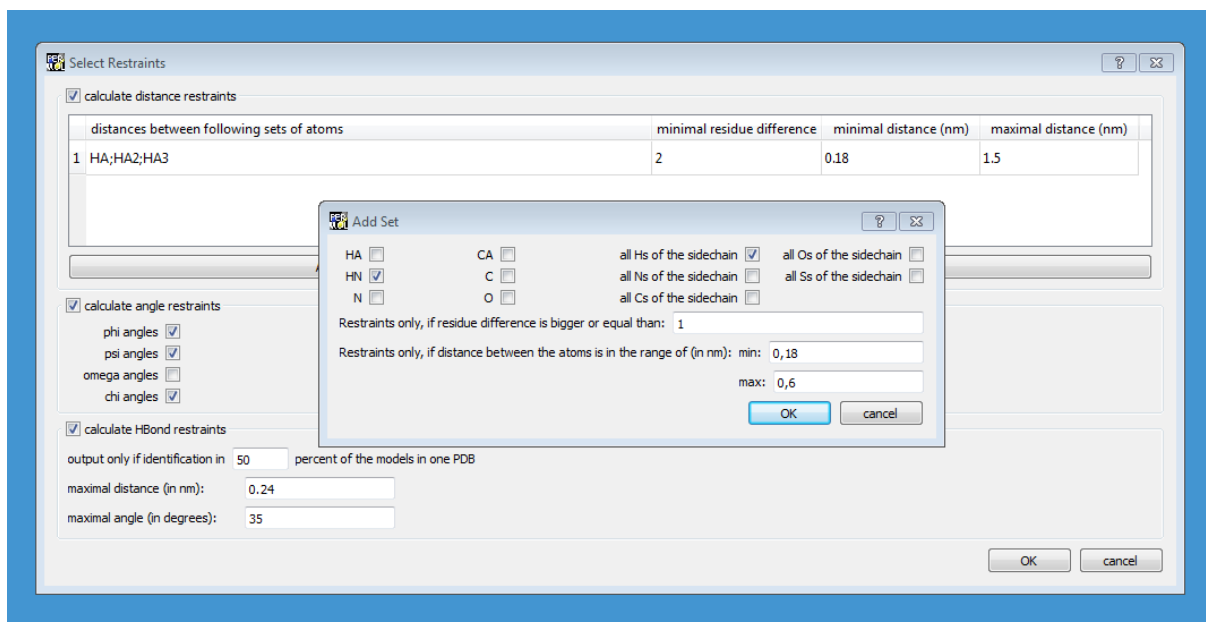 Select Restraints
calculate distance restraints
distances between following sets of atoms minimal residue difference minimal distance (nm) maximal distance (nm)
1 HA;HA2;HA3 2 0.18 1.5
Add Set
HA CA all Hs of the sidechain all Os of the sidechain
HN C all Ns of the sidechain all Ss of the sidechain
N O all Cs of the sidechain
Restraints only, if residue difference is bigger or equal than: 1
Restraints only, if distance between the atoms is in the range of (in nm): min: 0,18
max: 0,6
OK cancel
calculate angle restraints
phi angles
psi angles
omega angles
chi angles
calculate HBond restraints
output only if identification in 50 percent of the models in one PDB
maximal distance (in nm): 0.24
maximal angle (in degrees): 35
OK cancel